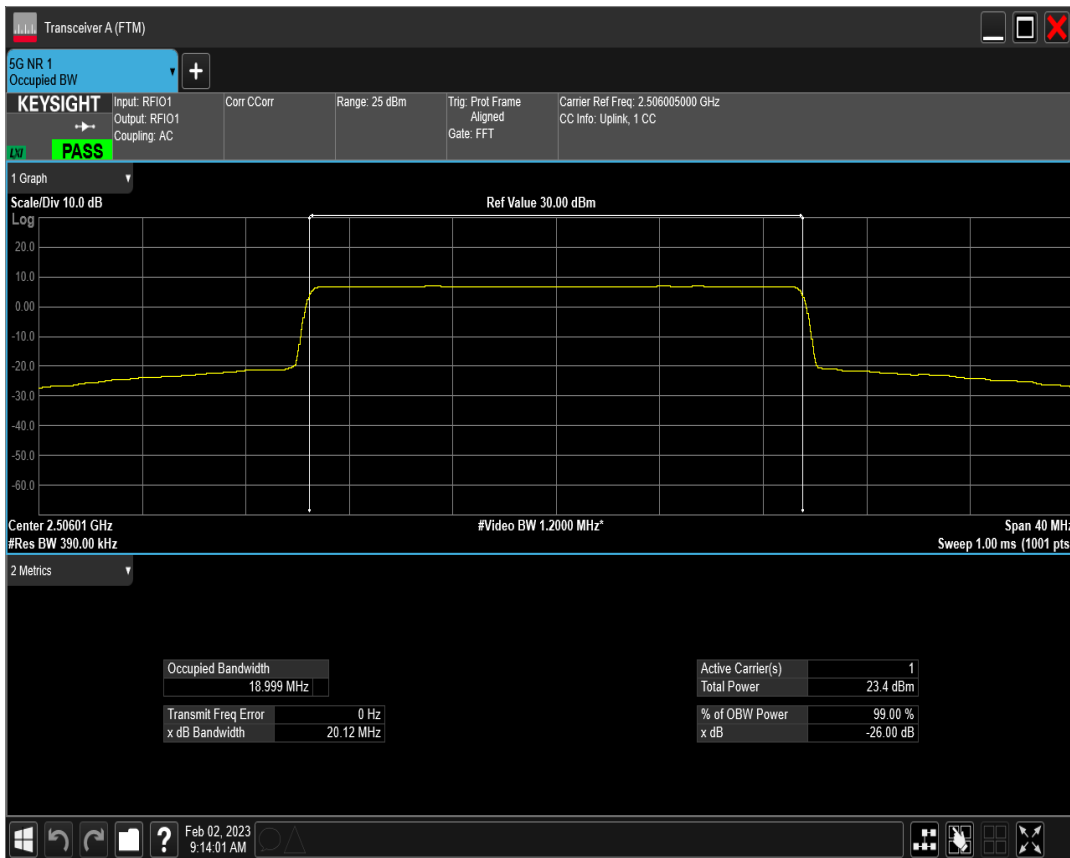 Transceiver A (FTM)
5G NR 1
Occupied BW
+
KEYSIGHT
LXI
PASS
Input: RFIO1
Output: RFIO1
Coupling: AC
Corr CCorr
Range: 25 dBm
Trig: Prot Frame
Aligned
Gate: FFT
Carrier Ref Freq: 2.506005000 GHz
CC Info: Uplink, 1 CC
1 Graph
Scale/Div 10.0 dB
Ref Value 30.00 dBm
Log
20.0
10.0
0.00
-10.0
-20.0
-30.0
-40.0
-50.0
-60.0
Center 2.50601 GHz
#Video BW 1.2000 MHz*
Span 40 MHz
#Res BW 390.00 kHz
Sweep 1.00 ms (1001 pts
2 Metrics
Occupied Bandwidth
18.999 MHz
Transmit Freq Error 0 Hz
x dB Bandwidth 20.12 MHz
Active Carrier(s) 1
Total Power 23.4 dBm
% of OBW Power 99.00 %
x dB -26.00 dB
?
Feb 02, 2023
9:14:01 AM